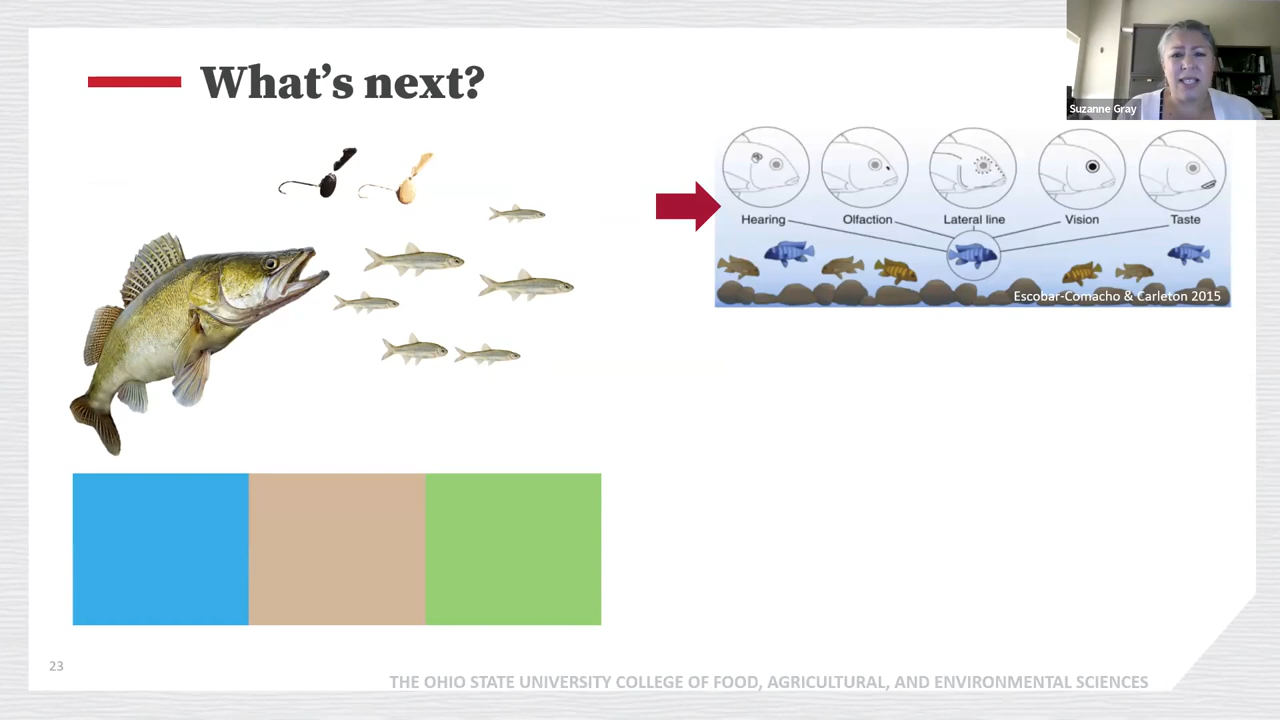 What's next?
Suzanne Gray
Hearing
Olfaction
Lateral line
Vision
Taste
Escobar-Comacho & Carleton 2015
23
THE OHIO STATE UNIVERSITY COLLEGE OF FOOD, AGRICULTURAL, AND ENVIRONMENTAL SCIENCES